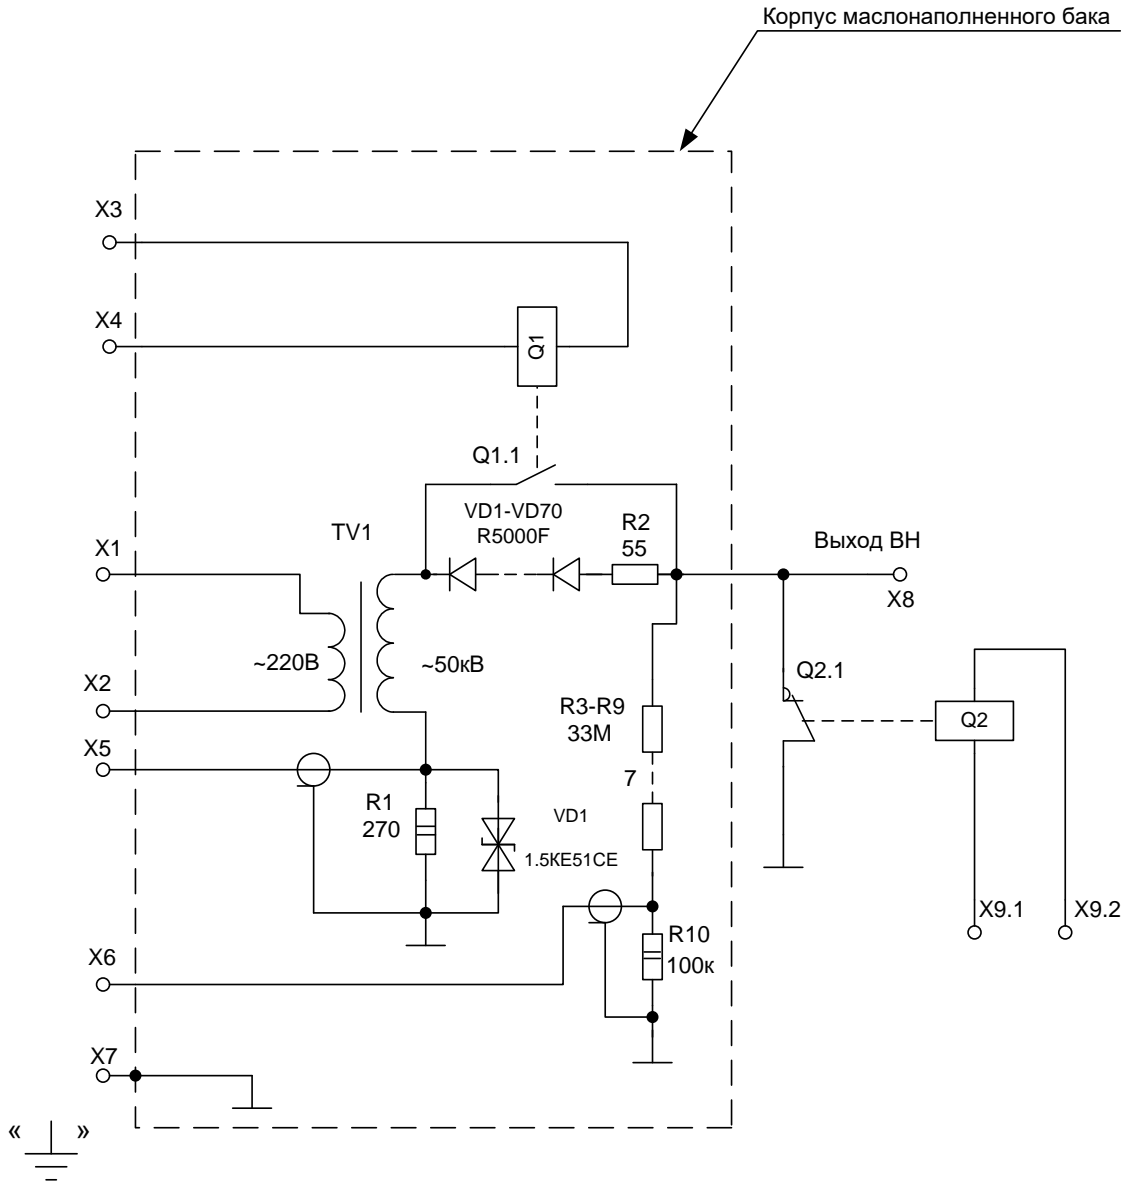 Корпус маслонаполненного бака
X3
X4
Q1
Q1.1
VD1-VD70
R5000F
R2
55
TV1
X1
Выход ВН
X8
~220В
~50кВ
X2
Q2.1
Q2
R3-R9
33М
X5
7
R1
270
VD1
1.5КЕ51СЕ
X9.1
X9.2
R10
100к
X6
X7
« »